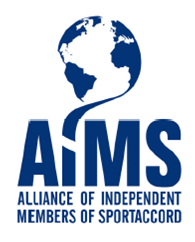 AiMS
ALLIANCE OF INDEPENDENT
MEMBERS OF SPORTACCORD